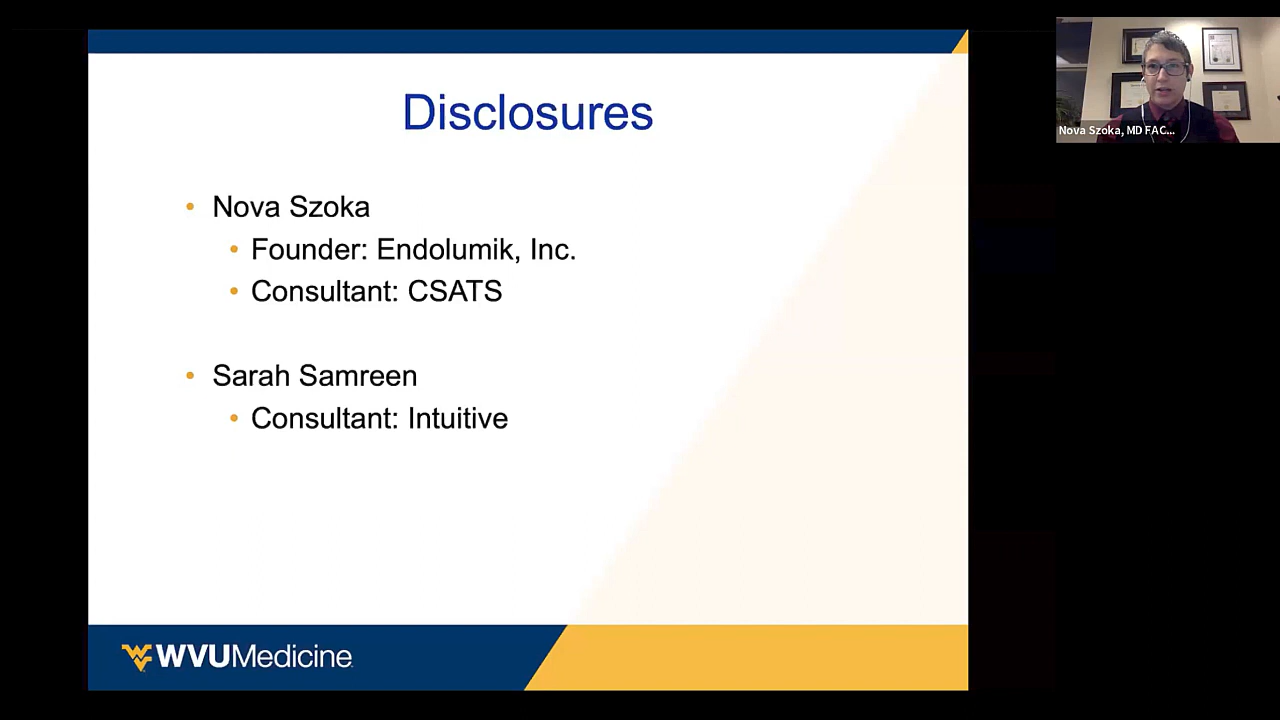 Disclosures
• Nova Szoka
• Founder: Endolumik, Inc.
• Consultant: CSATS
• Sarah Samreen
• Consultant: Intuitive
WVUMedicine
Nova Szoka, MD FAC...